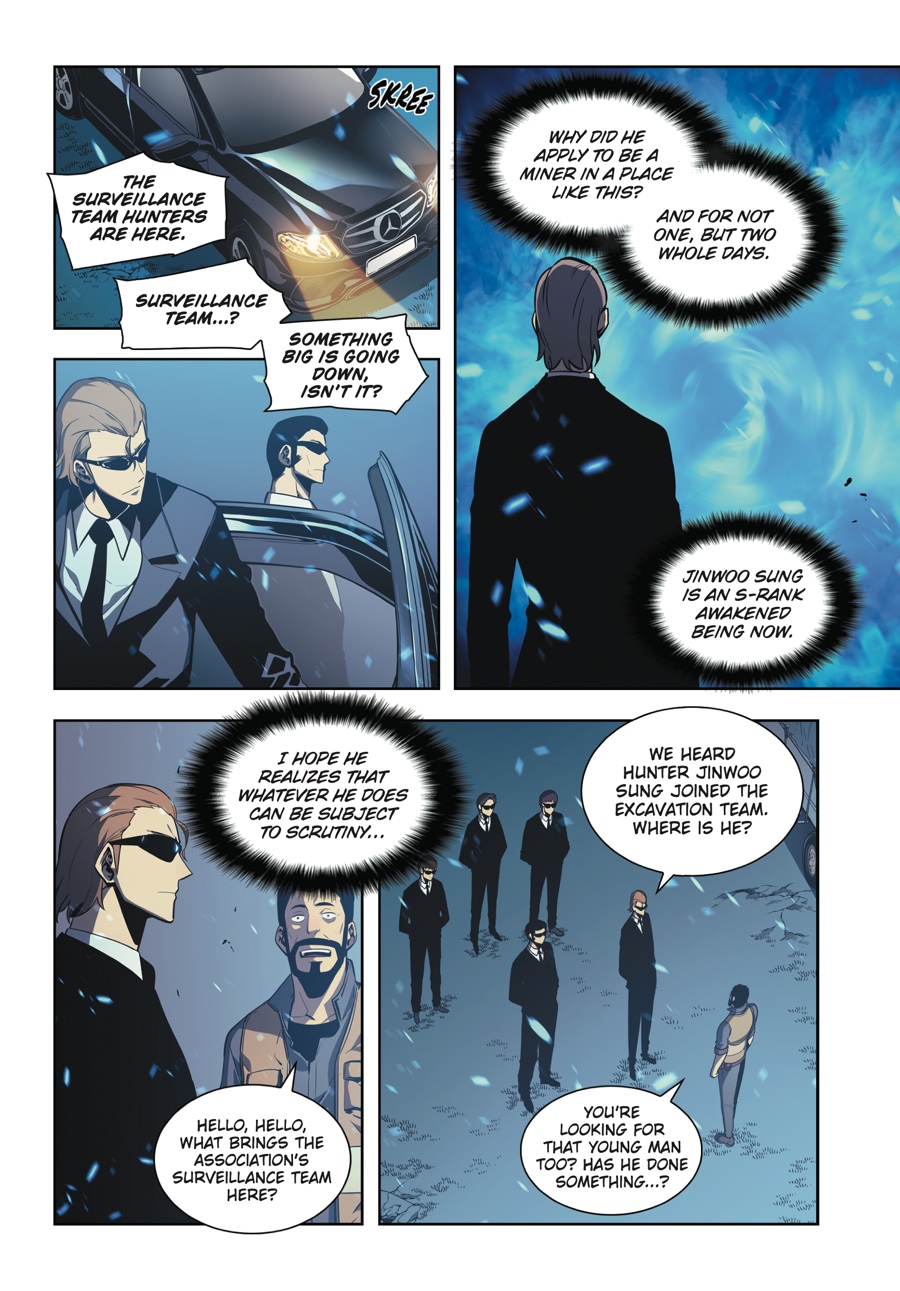 SKREE
THE
SURVEILLANCE
TEAM HUNTERS
ARE HERE.
SURVEILLANCE
TEAM...?
SOMETHING
BIG IS GOING
DOWN,
ISN'T IT?
WHY DID HE
APPLY TO BE A
MINER IN A PLACE
LIKE THIS?
AND FOR NOT
ONE, BUT TWO
WHOLE DAYS.
JINWOO SUNG
IS AN S-RANK
AWAKENED
BEING NOW.
I HOPE HE
REALIZES THAT
WHATEVER HE DOES
CAN BE SUBJECT
TO SCRUTINY...
HELLO, HELLO,
WHAT BRINGS THE
ASSOCIATION'S
SURVEILLANCE TEAM
HERE?
WE HEARD
HUNTER JINWOO
SUNG JOINED THE
EXCAVATION TEAM.
WHERE IS HE?
YOU'RE
LOOKING FOR
THAT YOUNG MAN
TOO? HAS HE DONE
SOMETHING...?